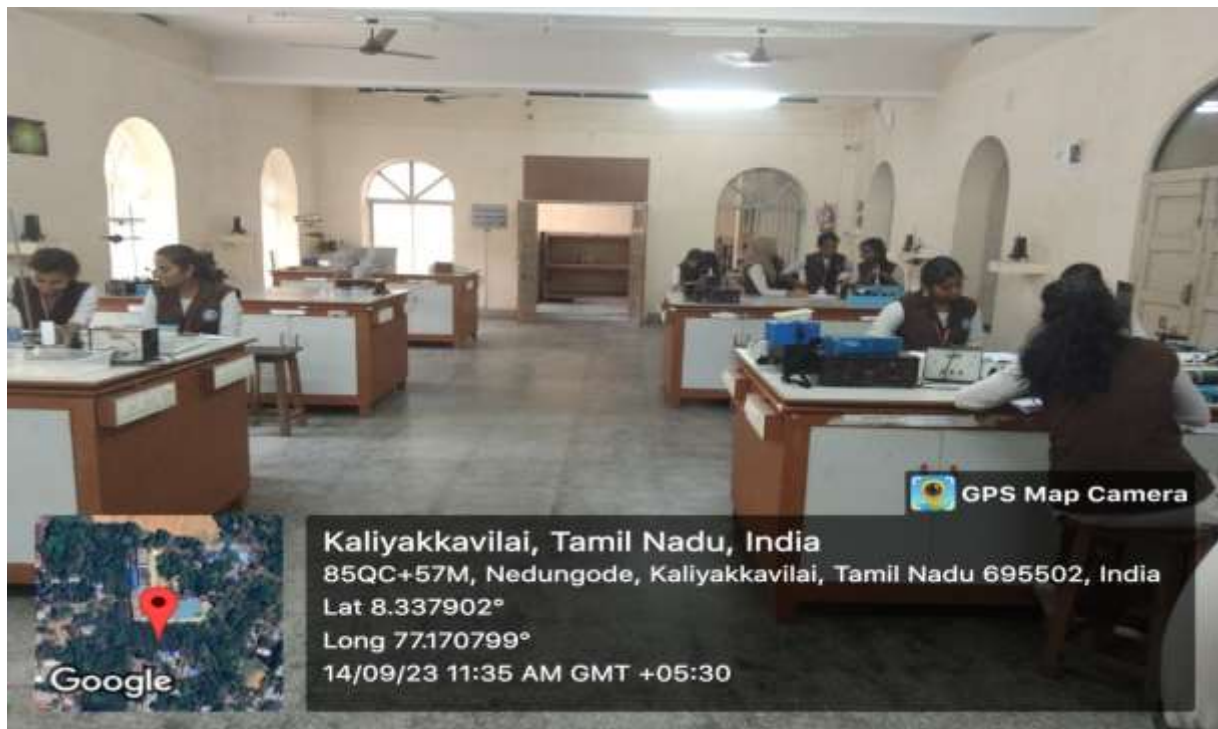 GPS Map Camera
Kaliyakkavilai, Tamil Nadu, India
85QC+57M, Nedungode, Kaliyakkavilai, Tamil Nadu 695502, India
Lat 8.337902°
Long 77.170799°
14/09/23 11:35 AM GMT +05:30
Google